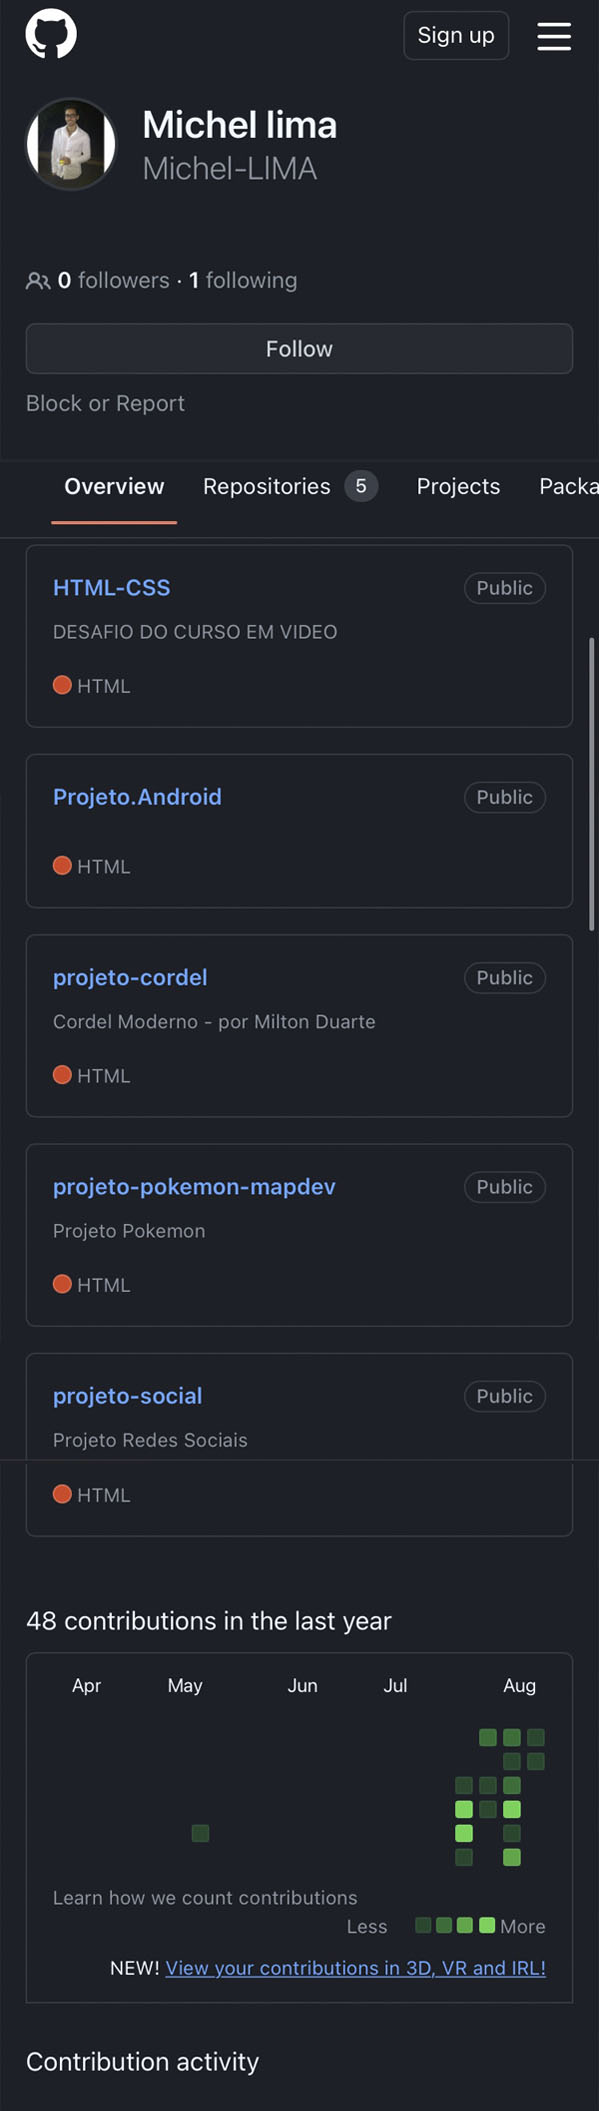 Sign up
Michel lima
Michel-LIMA
0 followers · 1 following
Follow
Block or Report
Overview Repositories 5 Projects Packa
HTML-CSS Public
DESAFIO DO CURSO EM VIDEO
HTML
Projeto.Android Public
HTML
projeto-cordel Public
Cordel Moderno - por Milton Duarte
HTML
projeto-pokemon-mapdev Public
Projeto Pokemon
HTML
projeto-social Public
Projeto Redes Sociais
HTML
48 contributions in the last year
Apr May Jun Jul Aug
Learn how we count contributions
Less More
NEW! View your contributions in 3D, VR and IRL!
Contribution activity